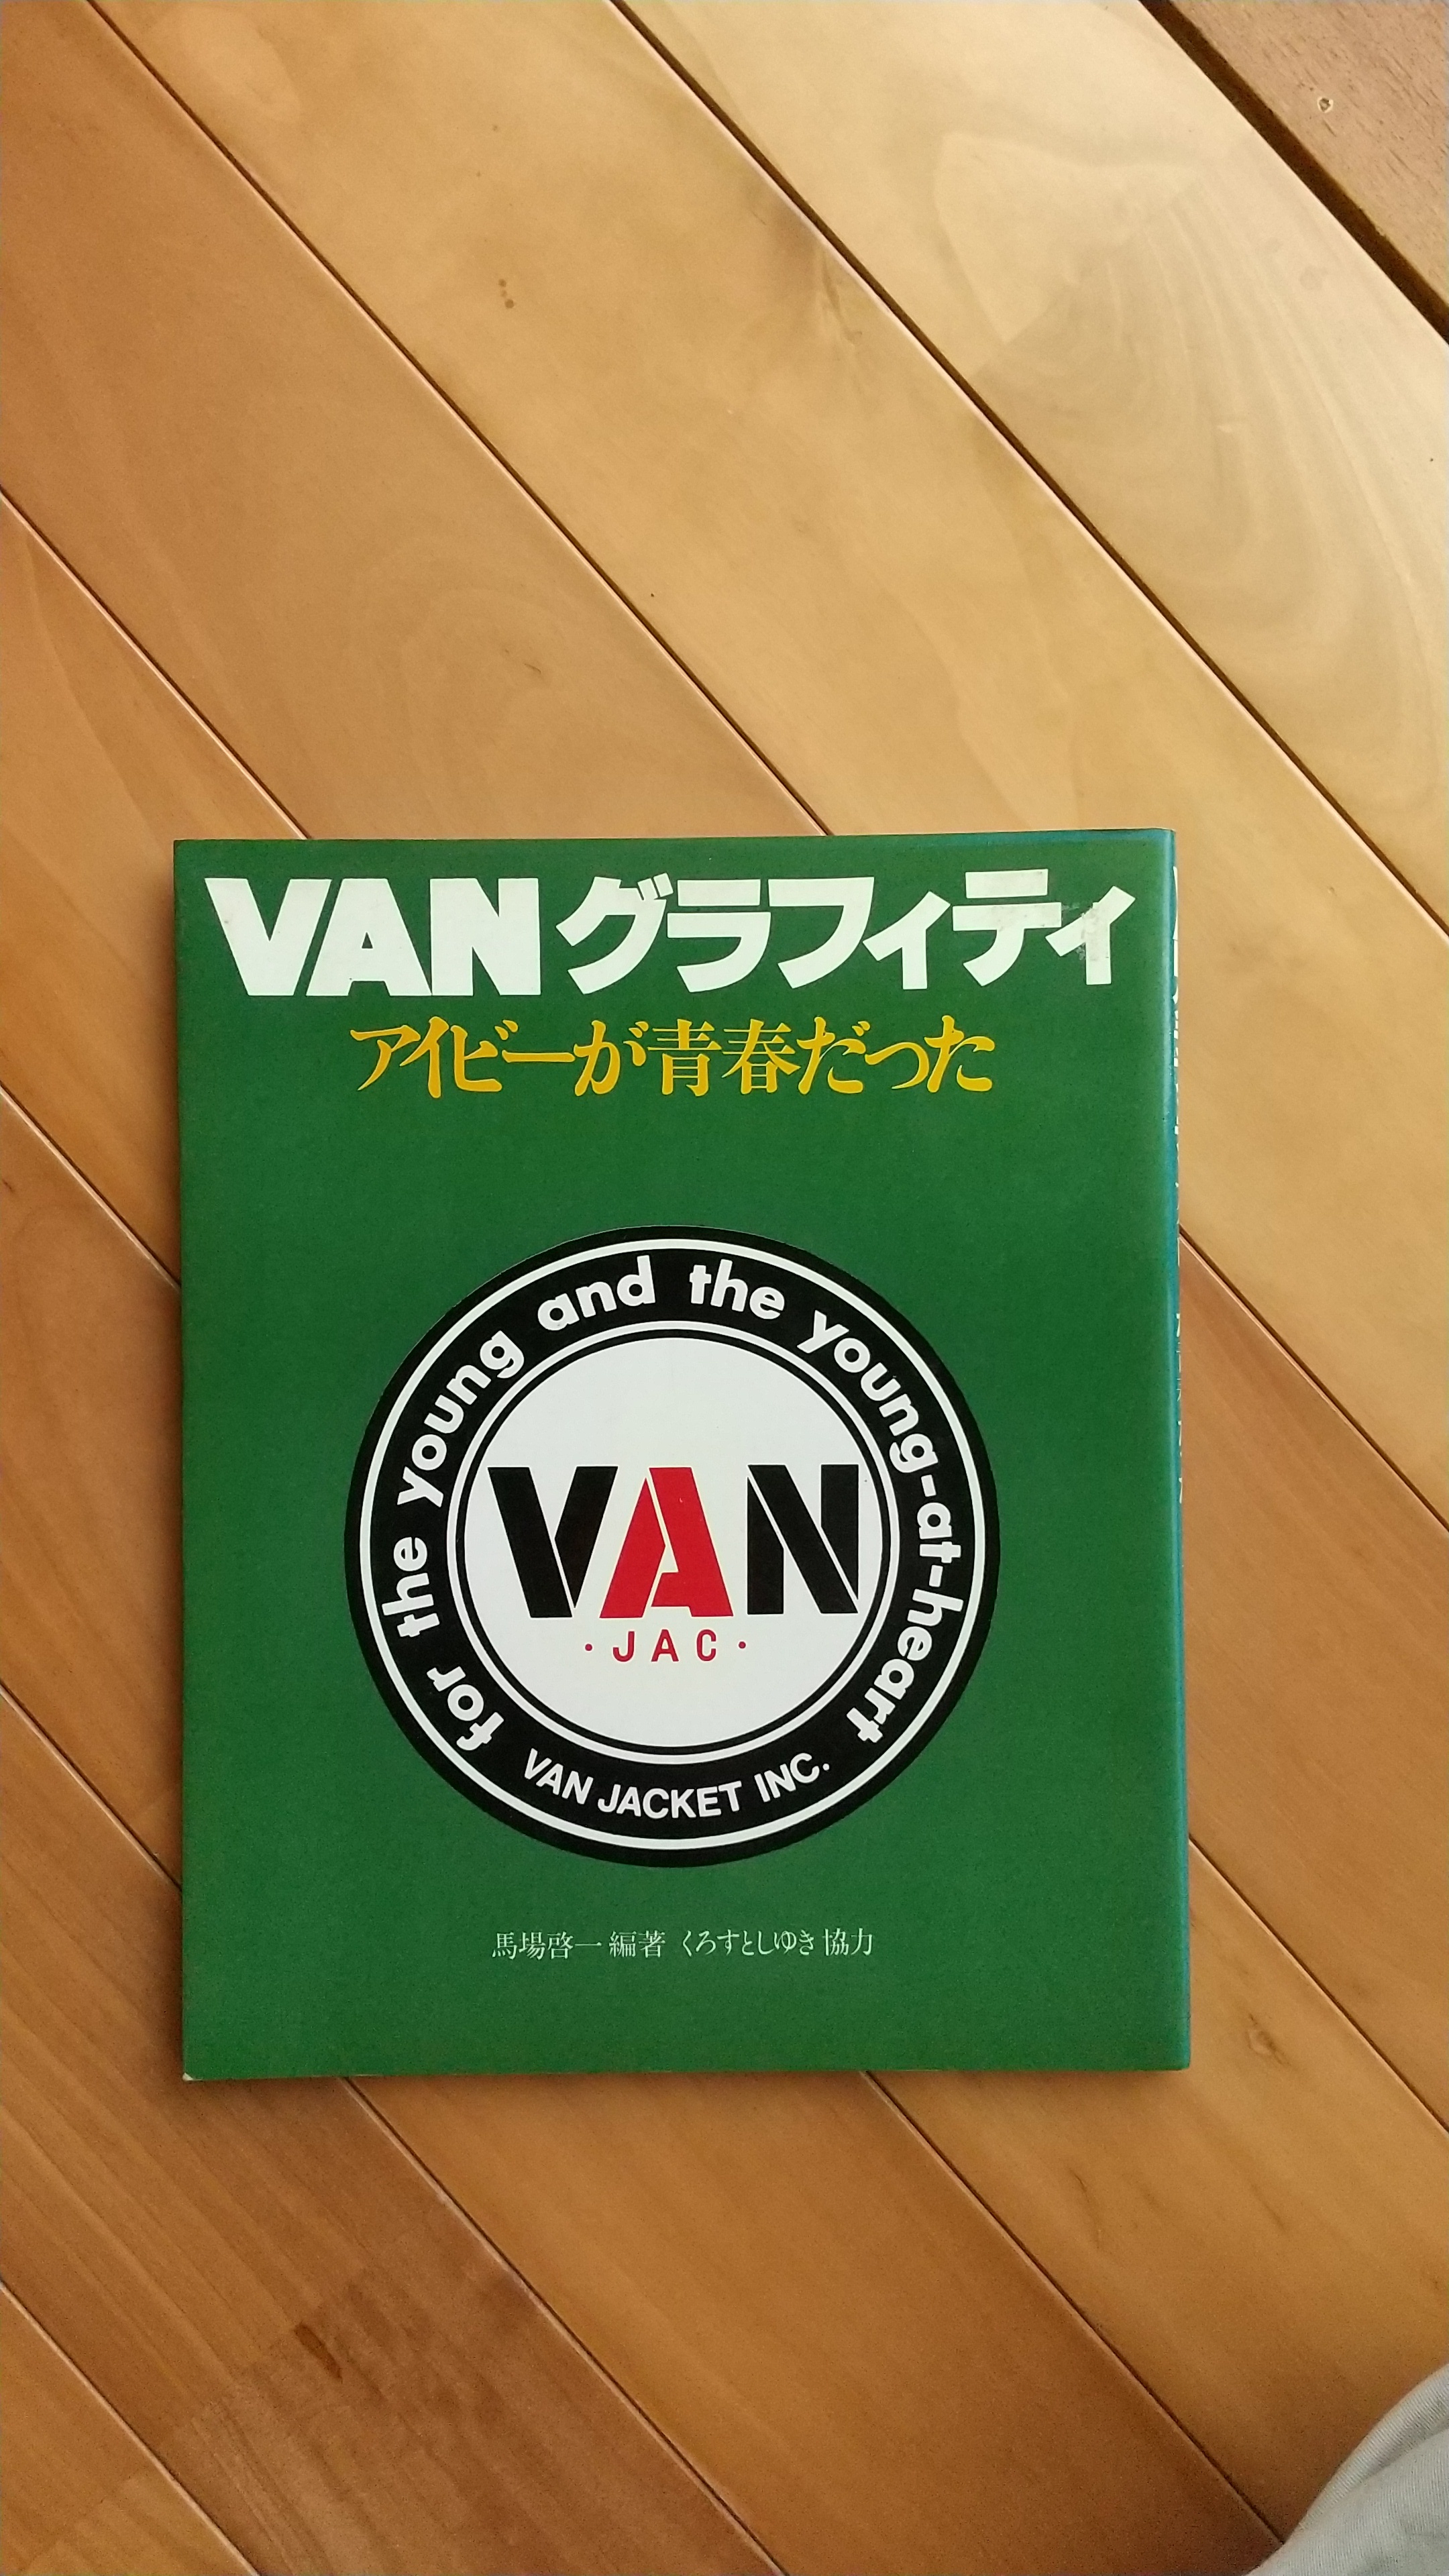 VANグラフィティ
アイビーが青春だった
for the young and the young-at-heart
VAN
·JAC·
VAN JACKET INC.
馬場啓一 編著 くろすとしゆき 協力